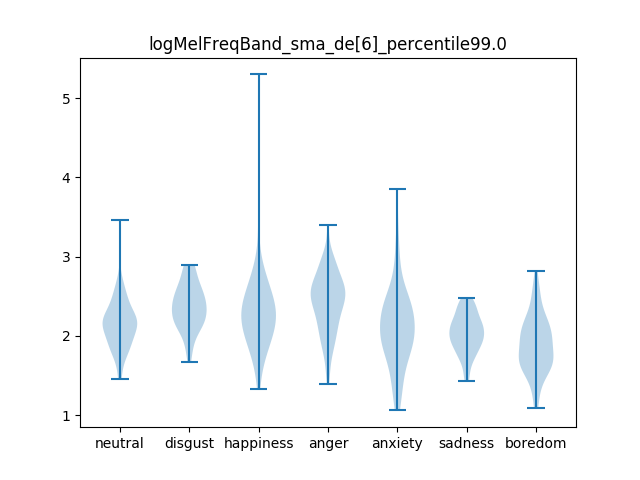 logMelFreqBand_sma_de[6]_percentile99.0
5
4
3
2
1
neutral disgust happiness anger anxiety sadness boredom